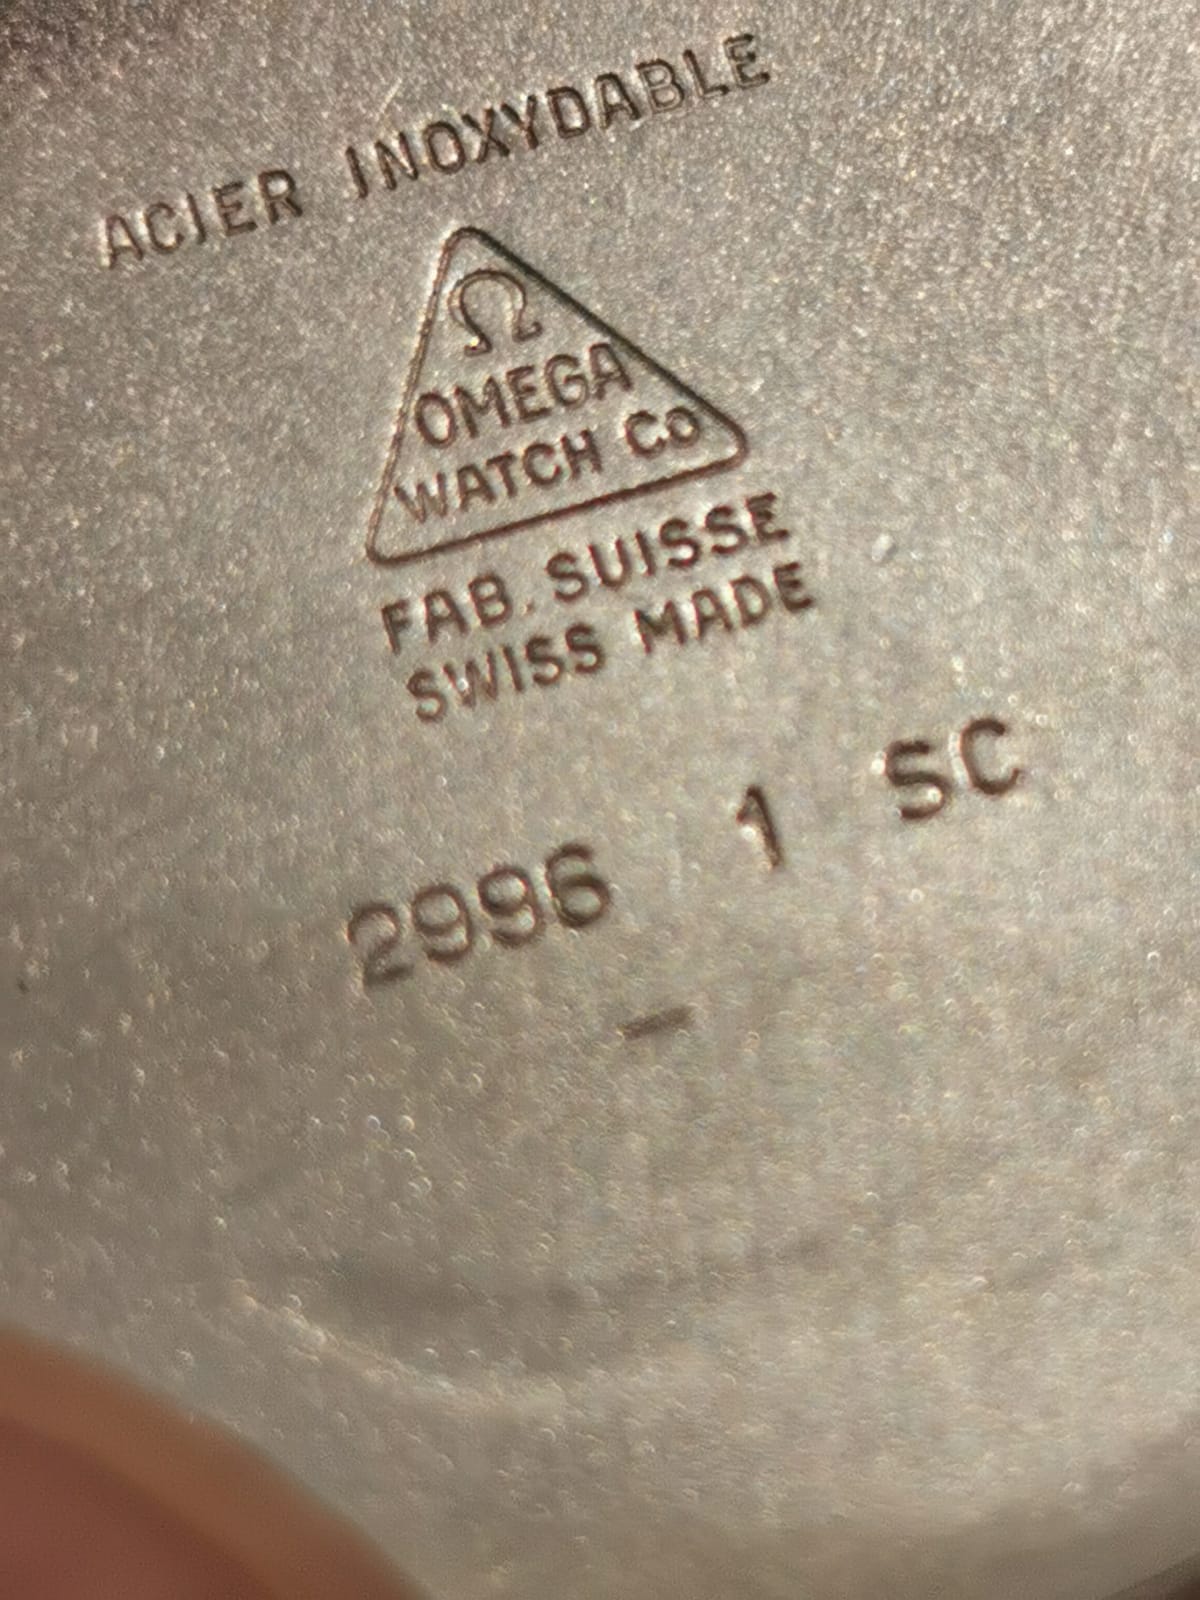 ACIER INOXYDABLE
Ω
OMEGA
WATCH Co
FAB. SUISSE
SWISS MADE
2996 1 SC
–